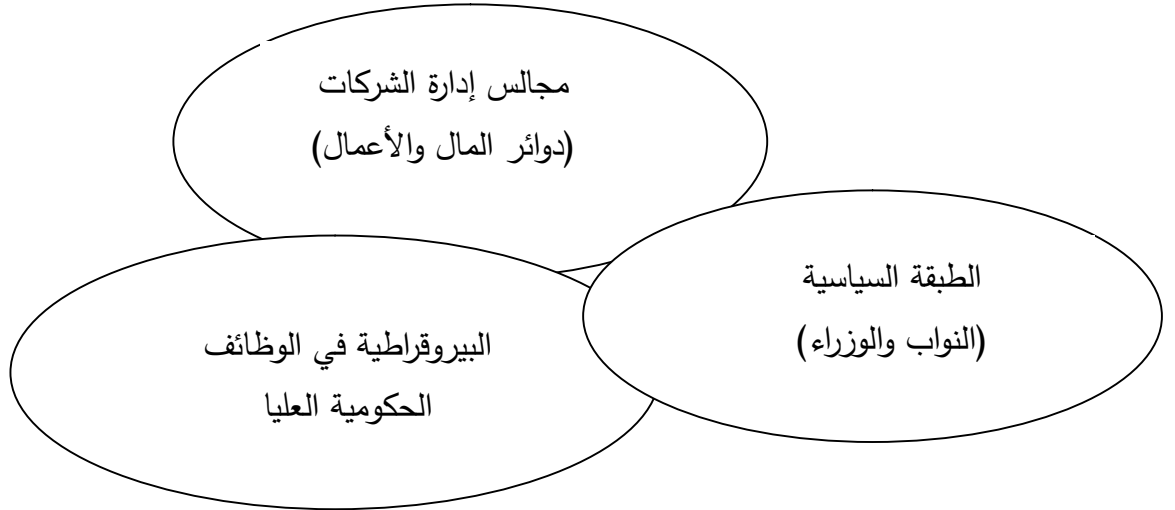 مجالس إدارة الشركات
(دوائر المال والأعمال)
الطبقة السياسية
(النواب والوزراء)
البيروقراطية في الوظائف
الحكومية العليا